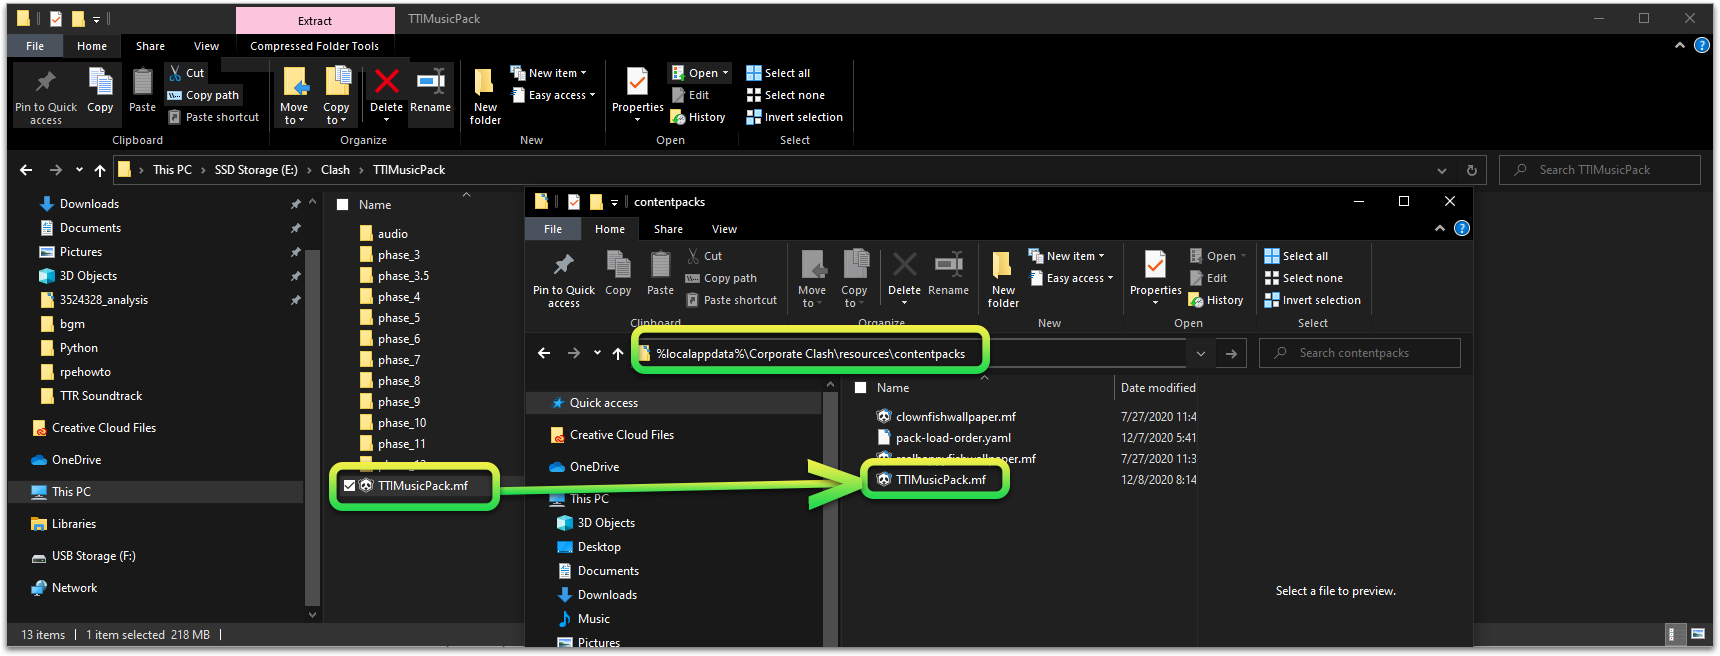 Extract
TTIMusicPack
File
Home
Share
View
Compressed Folder Tools
Pin to Quick access
Copy
Paste
Cut
Copy path
Paste shortcut
Clipboard
Move to
Copy to
Delete
Rename
Organize
New folder
New item
Easy access
New
Properties
Open
Edit
History
Open
Select all
Select none
Invert selection
Select
This PC > SSD Storage (E:) > Clash > TTIMusicPack
Search TTIMusicPack
Downloads
Documents
Pictures
3D Objects
3524328_analysis
bgm
Python
rpehowto
TTR Soundtrack
Creative Cloud Files
OneDrive
This PC
Libraries
USB Storage (F:)
Network
Name
audio
phase_3
phase_3.5
phase_4
phase_5
phase_6
phase_7
phase_8
phase_9
phase_10
phase_11
TTIMusicPack.mf
13 items
1 item selected 218 MB
contentpacks
File
Home
Share
View
Pin to Quick access
Copy
Paste
Cut
Copy path
Paste shortcut
Clipboard
Move to
Copy to
Delete
Rename
Organize
New folder
New item
Easy access
New
Properties
Open
Edit
History
Open
Select all
Select none
Invert selection
Select
%localappdata%\Corporate Clash\resources\contentpacks
Search contentpacks
Quick access
Creative Cloud Files
OneDrive
This PC
3D Objects
Desktop
Documents
Downloads
Music
Pictures
Name
Date modified
clownfishwallpaper.mf
7/27/2020 11:4
pack-load-order.yaml
12/7/2020 5:41
7/27/2020 11:3
TTIMusicPack.mf
12/8/2020 8:14
Select a file to preview.